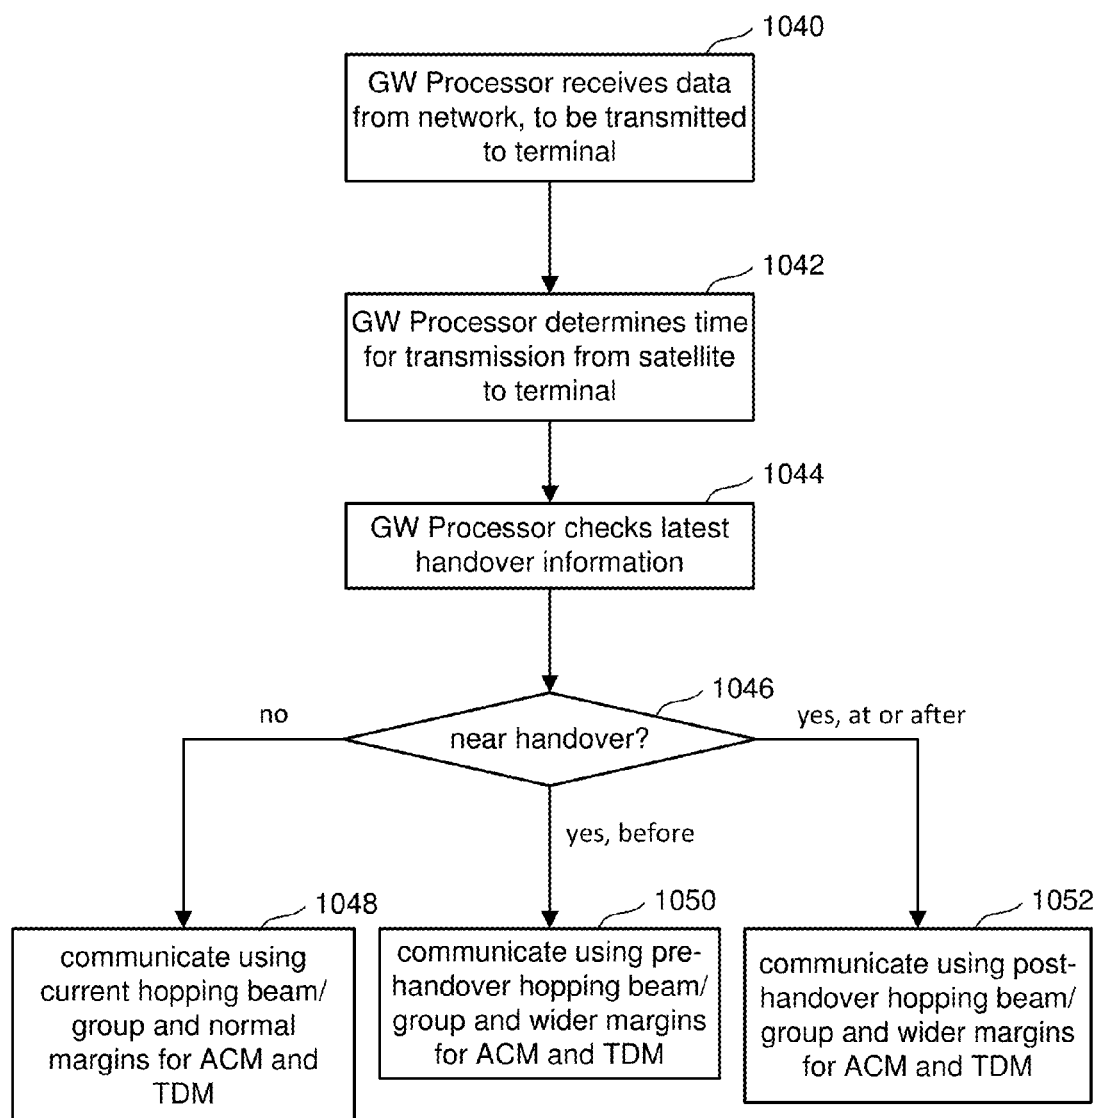 1040
GW Processor receives data
from network, to be transmitted
to terminal
1042
GW Processor determines time
for transmission from satellite
to terminal
1044
GW Processor checks latest
handover information
1046
near handover?
no
yes, before
yes, at or after
1048
communicate using
current hopping beam/
group and normal
margins for ACM and
TDM
1050
communicate using pre-
handover hopping beam/
group and wider margins
for ACM and TDM
1052
communicate using post-
handover hopping beam/
group and wider margins
for ACM and TDM